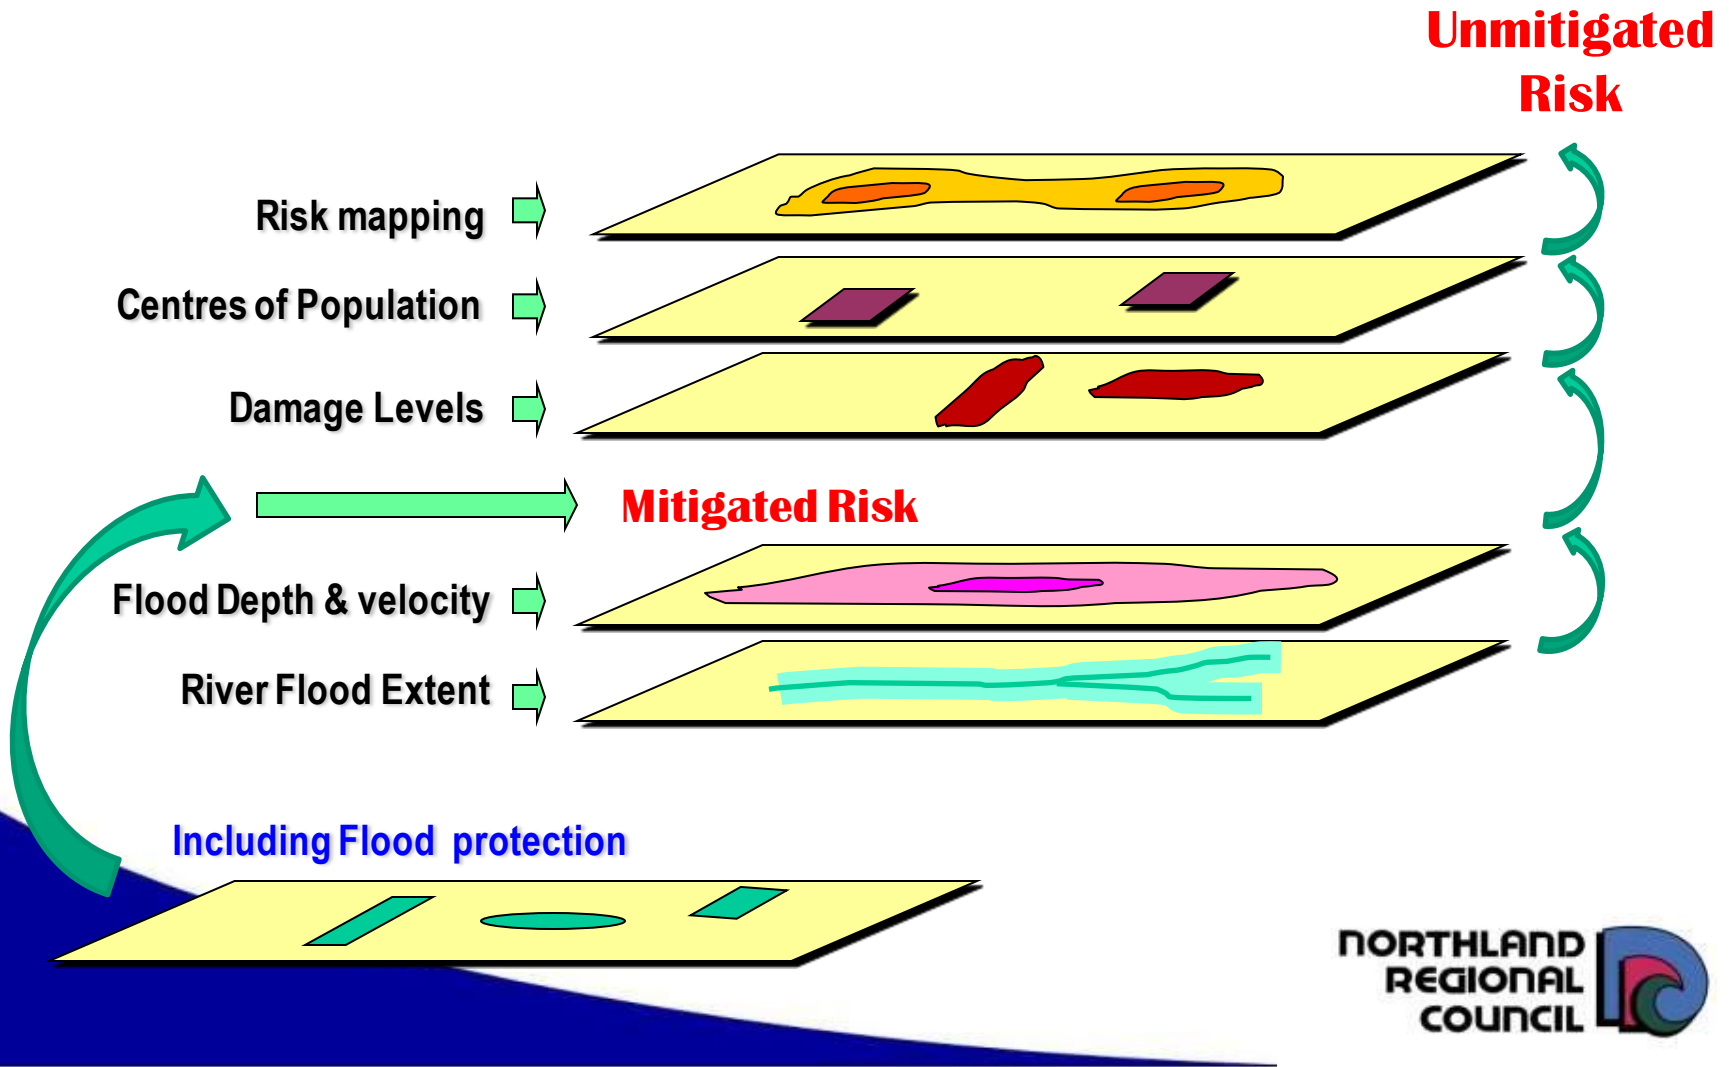 Unmitigated
Risk
Risk mapping
Centres of Population
Damage Levels
Mitigated Risk
Flood Depth & velocity
River Flood Extent
Including Flood protection
NORTHLAND
REGIONAL
COUNCIL